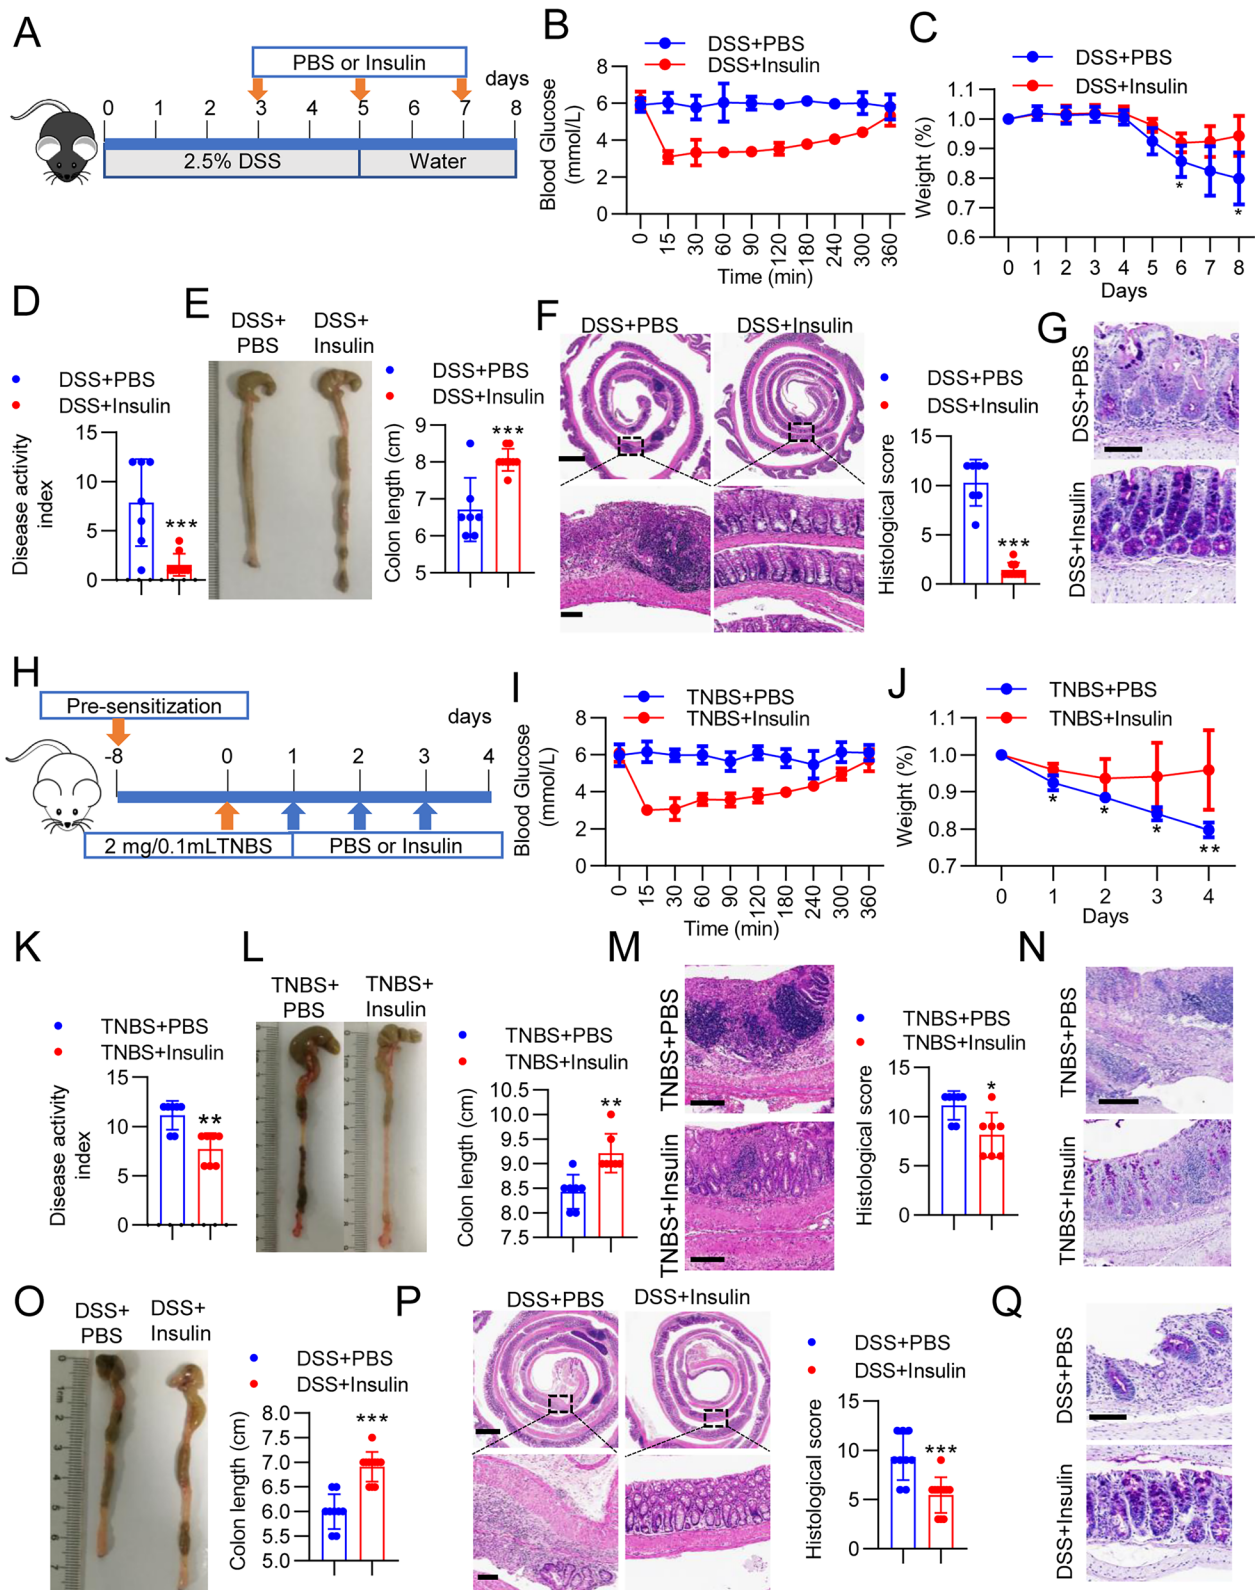 A
PBS or Insulin
days
0 1 2 3 4 5 6 7 8
2.5% DSS
Water
B
DSS+PBS
DSS+Insulin
Blood Glucose
(mmol/L)
8
6
4
2
0
0 15 30 60 90 120 180 240 300 360
Time (min)
C
DSS+PBS
DSS+Insulin
Weight (%)
1.1
1.0
0.9
0.8
0.7
0.6
*
*
0 1 2 3 4 5 6 7 8
Days
D
DSS+PBS
DSS+Insulin
Disease activity
index
15
10
5
0
***
E
DSS+
PBS
DSS+
Insulin
DSS+PBS
DSS+Insulin
Colon length (cm)
9
8
7
6
5
***
F
DSS+PBS
DSS+Insulin
DSS+PBS
DSS+Insulin
Histological score
15
10
5
0
***
G
DSS+PBS
DSS+Insulin
H
Pre-sensitization
days
-8 0 1 2 3 4
2 mg/0.1mLTNBS
PBS or Insulin
I
TNBS+PBS
TNBS+Insulin
Blood Glucose
(mmol/L)
8
6
4
2
0
0 15 30 60 90 120 180 240 300 360
Time (min)
J
TNBS+PBS
TNBS+Insulin
Weight (%)
1.1
1.0
0.9
0.8
0.7
*
*
*
**
0 1 2 3 4
Days
K
TNBS+PBS
TNBS+Insulin
Disease activity
index
15
10
5
0
**
L
TNBS+
PBS
TNBS+
Insulin
TNBS+PBS
TNBS+Insulin
Colon length (cm)
10.5
10.0
9.5
9.0
8.5
8.0
7.5
**
M
TNBS+PBS
TNBS+Insulin
TNBS+PBS
TNBS+Insulin
Histological score
15
10
5
0
*
N
TNBS+PBS
TNBS+Insulin
O
DSS+
PBS
DSS+
Insulin
DSS+PBS
DSS+Insulin
Colon length (cm)
8.0
7.5
7.0
6.5
6.0
5.5
5.0
***
P
DSS+PBS
DSS+Insulin
DSS+PBS
DSS+Insulin
Histological score
15
10
5
0
***
Q
DSS+PBS
DSS+Insulin